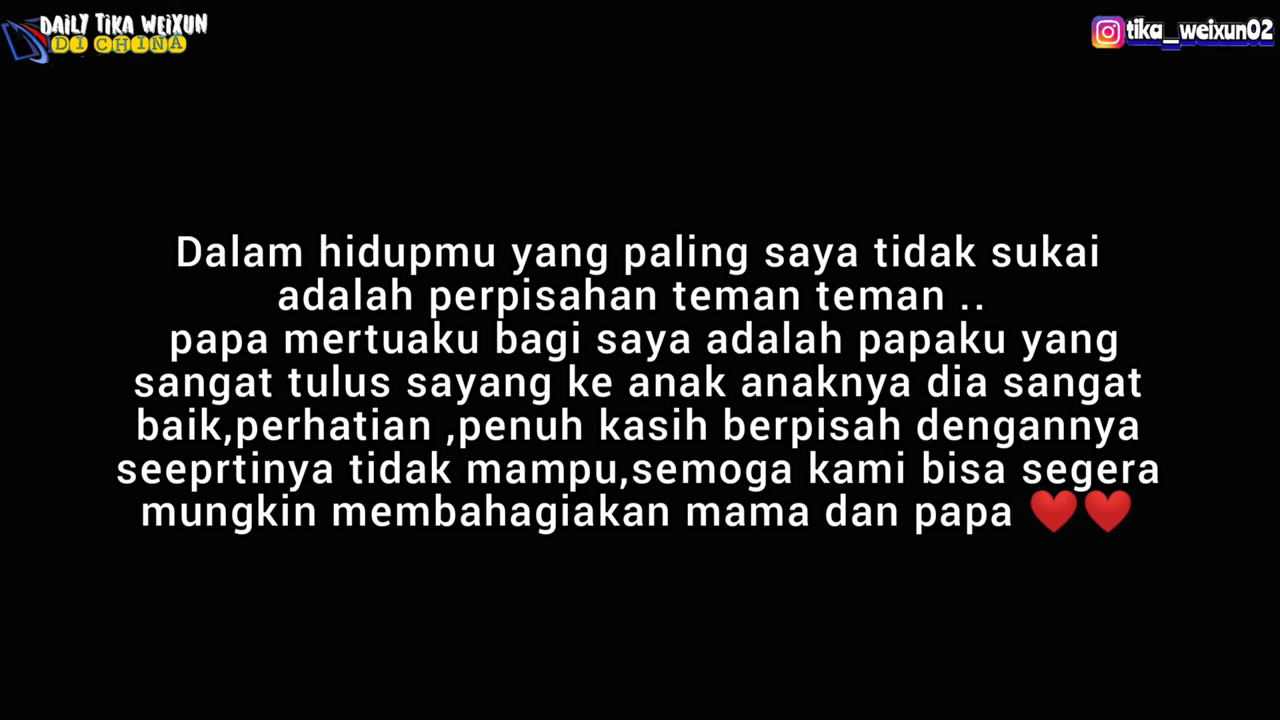 DAILY TIKA WEIXUN
DI CHINA
tika_weixun02
Dalam hidupmu yang paling saya tidak sukai
adalah perpisahan teman teman ..
papa mertuaku bagi saya adalah papaku yang
sangat tulus sayang ke anak anaknya dia sangat
baik,perhatian ,penuh kasih berpisah dengannya
seeprtinya tidak mampu,semoga kami bisa segera
mungkin membahagiakan mama dan papa ❤️❤️